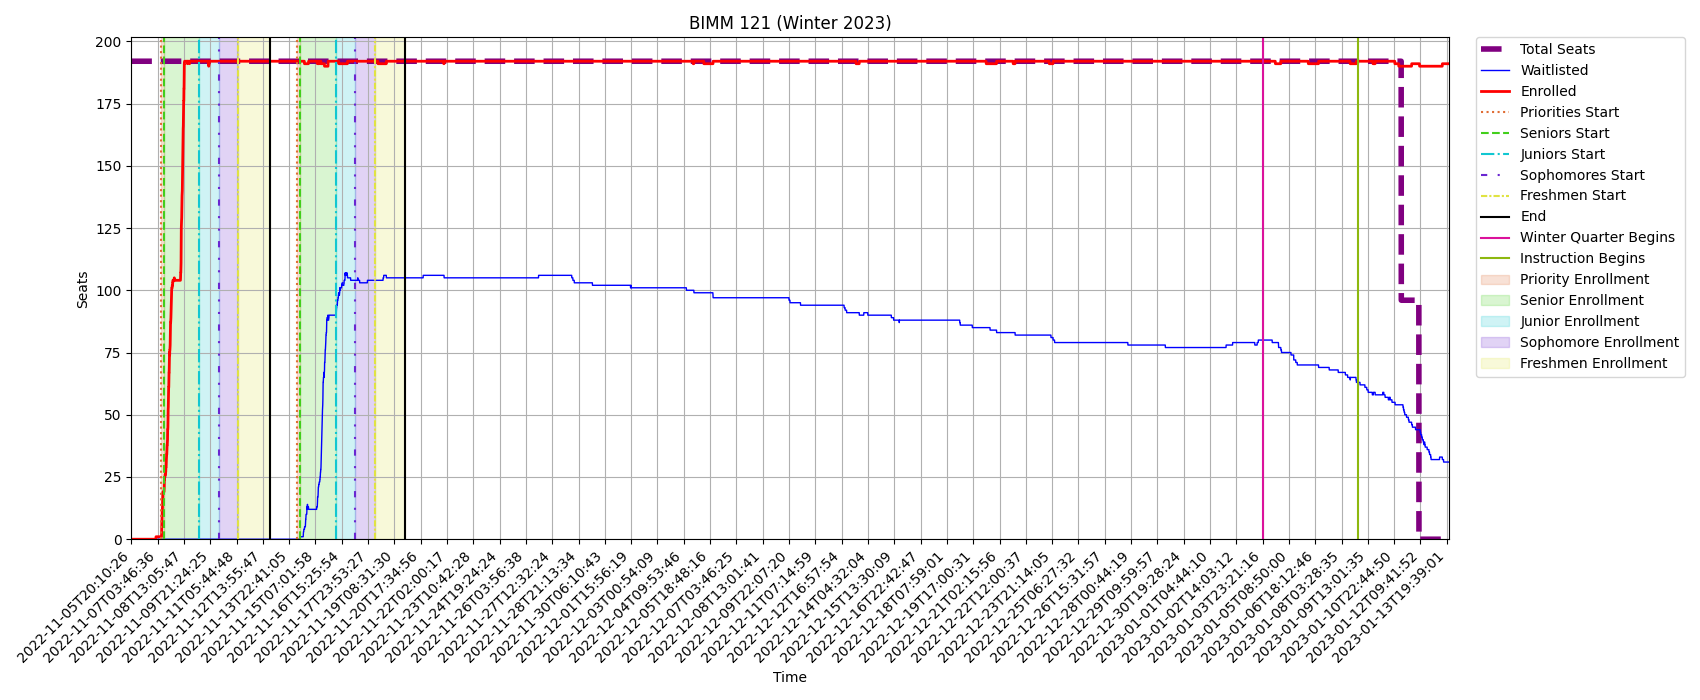 BIMM 121 (Winter 2023)
Seats
200
175
150
125
100
75
50
25
0
2022-11-05T20:10:26
2022-11-07T03:46:36
2022-11-08T13:05:47
2022-11-09T21:24:25
2022-11-11T05:44:48
2022-11-12T13:55:47
2022-11-13T22:41:05
2022-11-15T07:01:58
2022-11-16T15:25:54
2022-11-17T23:53:27
2022-11-19T08:31:30
2022-11-20T17:34:56
2022-11-22T02:00:17
2022-11-23T10:42:28
2022-11-24T19:24:24
2022-11-26T03:56:38
2022-11-27T12:32:24
2022-11-28T21:13:34
2022-11-30T06:10:43
2022-12-01T15:56:19
2022-12-03T00:54:09
2022-12-04T09:53:46
2022-12-05T18:48:16
2022-12-07T03:46:25
2022-12-08T13:01:41
2022-12-09T22:07:20
2022-12-11T07:14:59
2022-12-12T16:57:54
2022-12-14T04:32:04
2022-12-15T13:30:09
2022-12-16T22:42:47
2022-12-18T07:59:01
2022-12-19T17:00:31
2022-12-21T02:15:56
2022-12-22T12:00:37
2022-12-23T21:14:05
2022-12-25T06:27:32
2022-12-26T15:31:57
2022-12-28T00:44:19
2022-12-29T09:59:57
2022-12-30T19:28:24
2023-01-01T04:44:10
2023-01-02T14:03:12
2023-01-03T23:21:16
2023-01-05T08:50:00
2023-01-06T18:12:46
2023-01-08T03:28:35
2023-01-09T13:01:35
2023-01-10T22:44:50
2023-01-12T09:41:52
2023-01-13T19:39:01
Time
Total Seats
Waitlisted
Enrolled
Priorities Start
Seniors Start
Juniors Start
Sophomores Start
Freshmen Start
End
Winter Quarter Begins
Instruction Begins
Priority Enrollment
Senior Enrollment
Junior Enrollment
Sophomore Enrollment
Freshmen Enrollment